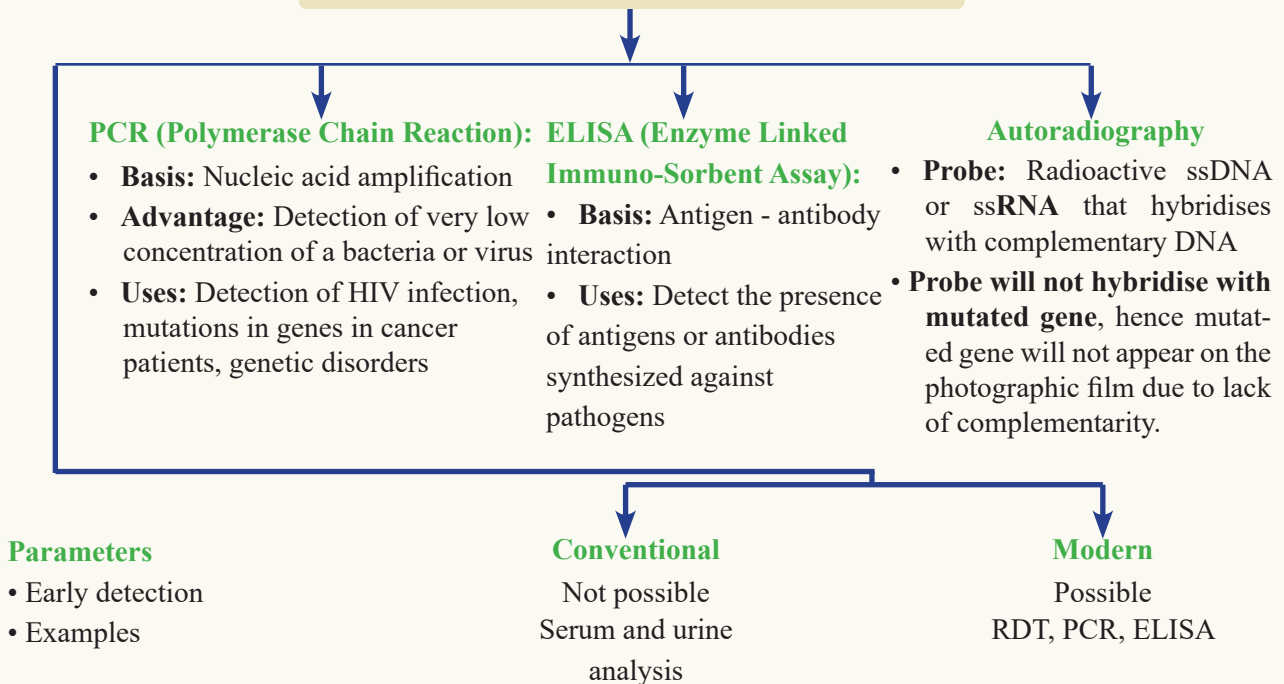 PCR (Polymerase Chain Reaction):
• Basis: Nucleic acid amplification
• Advantage: Detection of very low
concentration of a bacteria or virus
• Uses: Detection of HIV infection,
mutations in genes in cancer
patients, genetic disorders
ELISA (Enzyme Linked
Immuno-Sorbent Assay):
• Basis: Antigen - antibody
interaction
• Uses: Detect the presence
of antigens or antibodies
synthesized against
pathogens
Autoradiography
• Probe: Radioactive ssDNA
or ssRNA that hybridises
with complementary DNA
• Probe will not hybridise with
mutated gene, hence mutat-
ed gene will not appear on the
photographic film due to lack
of complementarity.
Parameters
• Early detection
• Examples
Conventional
Not possible
Serum and urine
analysis
Modern
Possible
RDT, PCR, ELISA